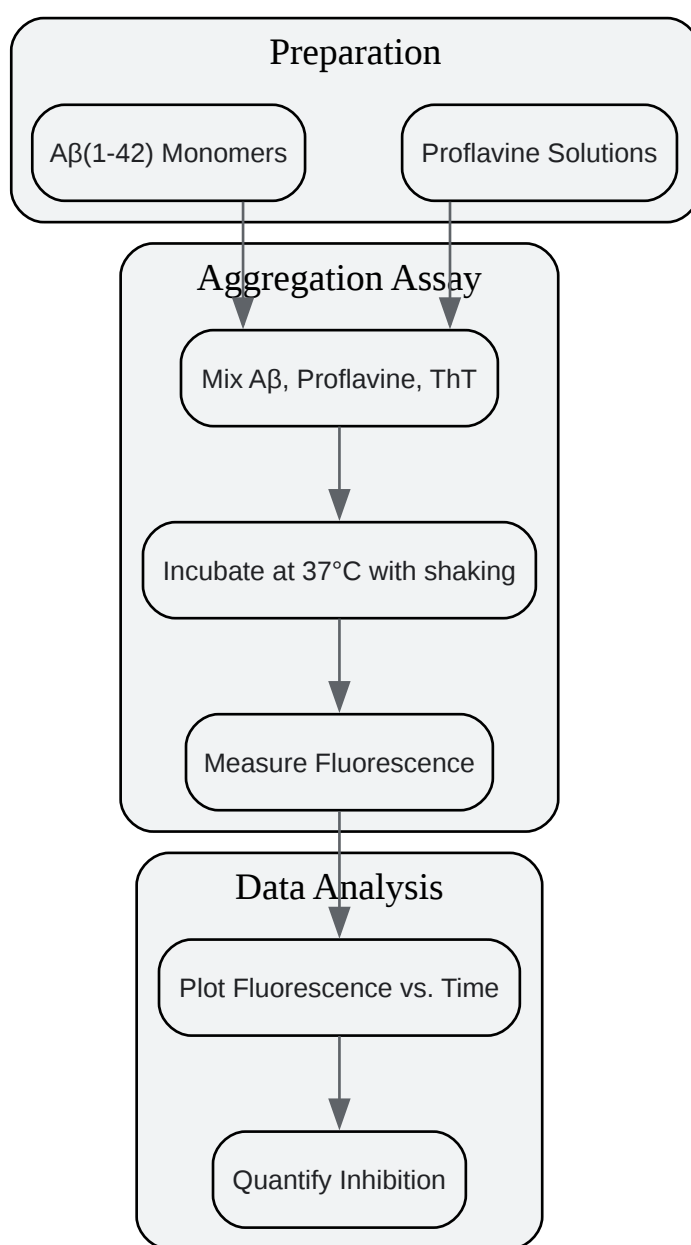 Preparation
Aβ(1-42) Monomers
Proflavine Solutions
Aggregation Assay
Mix Aβ, Proflavine, ThT
Incubate at 37°C with shaking
Measure Fluorescence
Data Analysis
Plot Fluorescence vs. Time
Quantify Inhibition